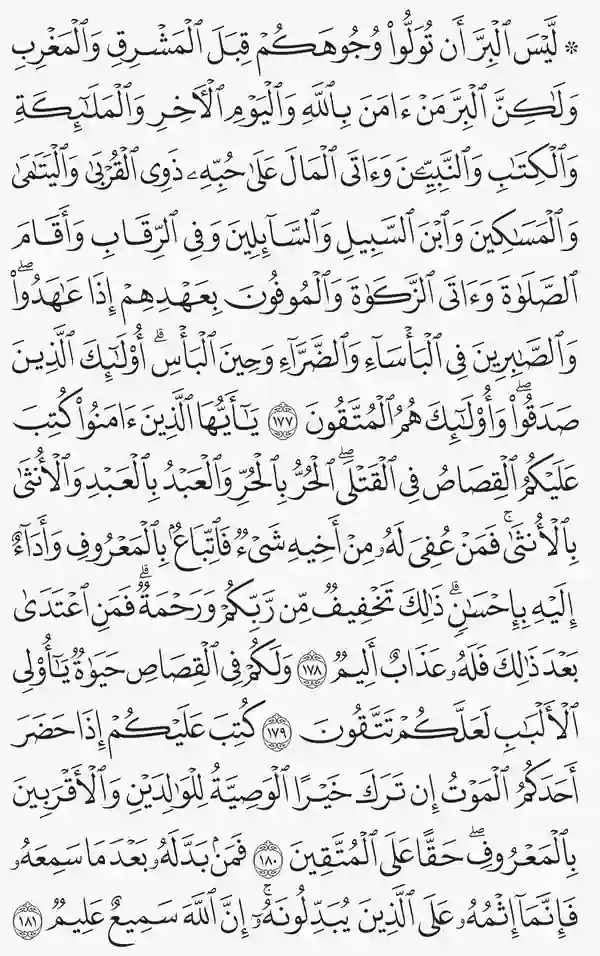 ۞ لَّيۡسَ ٱلۡبِرَّ أَن تُوَلُّواْ وُجُوهَكُمۡ قِبَلَ ٱلۡمَشۡرِقِ وَٱلۡمَغۡرِبِ
وَلَٰكِنَّ ٱلۡبِرَّ مَنۡ ءَامَنَ بِٱللَّهِ وَٱلۡيَوۡمِ ٱلۡأٓخِرِ وَٱلۡمَلَٰٓئِكَةِ
وَٱلۡكِتَٰبِ وَٱلنَّبِيِّـۧنَ وَءَاتَى ٱلۡمَالَ عَلَىٰ حُبِّهِۦ ذَوِي ٱلۡقُرۡبَىٰ وَٱلۡيَتَٰمَىٰ
وَٱلۡمَسَٰكِينَ وَٱبۡنَ ٱلسَّبِيلِ وَٱلسَّآئِلِينَ وَفِي ٱلرِّقَابِ وَأَقَامَ
ٱلصَّلَوٰةَ وَءَاتَى ٱلزَّكَوٰةَ وَٱلۡمُوفُونَ بِعَهۡدِهِمۡ إِذَا عَٰهَدُواْۖ
وَٱلصَّٰبِرِينَ فِي ٱلۡبَأۡسَآءِ وَٱلضَّرَّآءِ وَحِينَ ٱلۡبَأۡسِۗ أُوْلَٰٓئِكَ ٱلَّذِينَ
صَدَقُواْۖ وَأُوْلَٰٓئِكَ هُمُ ٱلۡمُتَّقُونَ ١٧٧ يَٰٓأَيُّهَا ٱلَّذِينَ ءَامَنُواْ كُتِبَ
عَلَيۡكُمُ ٱلۡقِصَاصُ فِي ٱلۡقَتۡلَىۖ ٱلۡحُرُّ بِٱلۡحُرِّ وَٱلۡعَبۡدُ بِٱلۡعَبۡدِ وَٱلۡأُنثَىٰ
بِٱلۡأُنثَىٰۚ فَمَنۡ عُفِيَ لَهُۥ مِنۡ أَخِيهِ شَيۡءٞ فَٱتِّبَاعُۢ بِٱلۡمَعۡرُوفِ وَأَدَآءٌ
إِلَيۡهِ بِإِحۡسَٰنٖۗ ذَٰلِكَ تَخۡفِيفٞ مِّن رَّبِّكُمۡ وَرَحۡمَةٞۗ فَمَنِ ٱعۡتَدَىٰ
بَعۡدَ ذَٰلِكَ فَلَهُۥ عَذَابٌ أَلِيمٞ ١٧٨ وَلَكُمۡ فِي ٱلۡقِصَاصِ حَيَوٰةٞ يَٰٓأُوْلِي
ٱلۡأَلۡبَٰبِ لَعَلَّكُمۡ تَتَّقُونَ ١٧٩ كُتِبَ عَلَيۡكُمۡ إِذَا حَضَرَ
أَحَدَكُمُ ٱلۡمَوۡتُ إِن تَرَكَ خَيۡرًا ٱلۡوَصِيَّةُ لِلۡوَٰلِدَيۡنِ وَٱلۡأَقۡرَبِينَ
بِٱلۡمَعۡرُوفِۖ حَقًّا عَلَى ٱلۡمُتَّقِينَ ١٨٠ فَمَنۢ بَدَّلَهُۥ بَعۡدَ مَا سَمِعَهُۥ
فَإِنَّمَآ إِثۡمُهُۥ عَلَى ٱلَّذِينَ يُبَدِّلُونَهُۥٓۚ إِنَّ ٱللَّهَ سَمِيعٌ عَلِيمٞ ١٨١